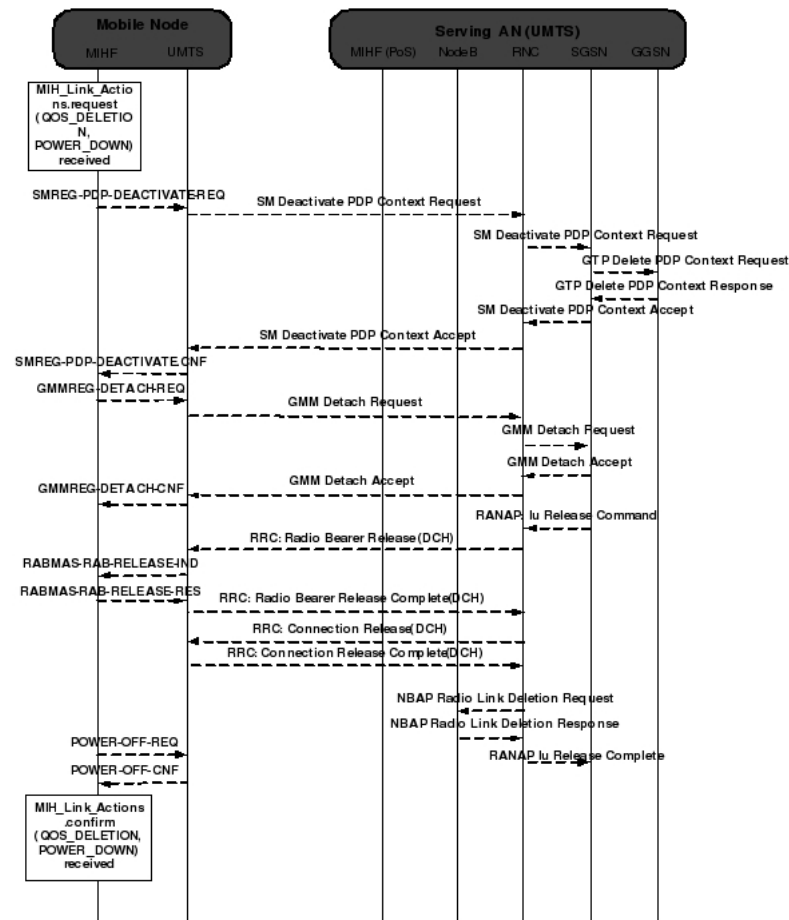 Mobile Node
MIHF
UMTS
Serving AN (UMTS)
MIHF (PoS)
NodeB
RNC
SGSN
GGSN
MIH_Link_Actio
ns.request
(QOS_DELETIO
N,
POWER_DOWN)
received
SMREG-PDP-DEACTIVATE-REQ
SM Deactivate PDP Context Request
SM Deactivate PDP Context Request
GTP Delete PDP Context Request
GTP Delete PDP Context Response
SM Deactivate PDP Context Accept
SM Deactivate PDP Context Accept
SMREG-PDP-DEACTIVATE.CNF
GMMREG-DETACH-REQ
GMM Detach Request
GMM Detach Request
GMM Detach Accept
GMM Detach Accept
GMMREG-DETACH-CNF
RANAP: Iu Release Command
RRC: Radio Bearer Release(DCH)
RABMAS-RAB-RELEASE-IND
RABMAS-RAB-RELEASE-RES
RRC: Radio Bearer Release Complete(DCH)
RRC: Connection Release(DCH)
RRC: Connection Release Complete(DCH)
NBAP Radio Link Deletion Request
NBAP Radio Link Deletion Response
POWER-OFF-REQ
RANAP Iu Release Complete
POWER-OFF-CNF
MIH_Link_Actions
.confirm
(QOS_DELETION,
POWER_DOWN)
received